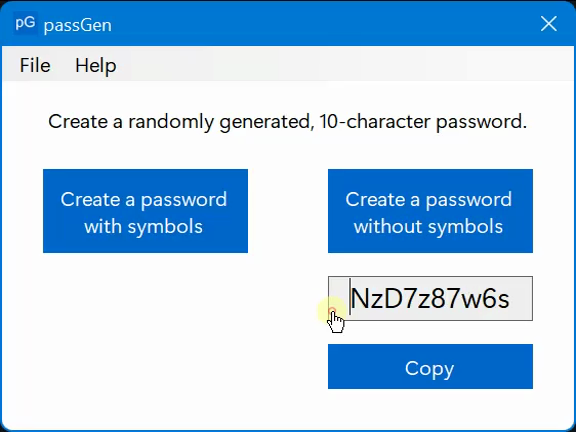 pG passGen
File Help
Create a randomly generated, 10-character password.
Create a password
with symbols
Create a password
without symbols
NzD7z87w6s
Copy